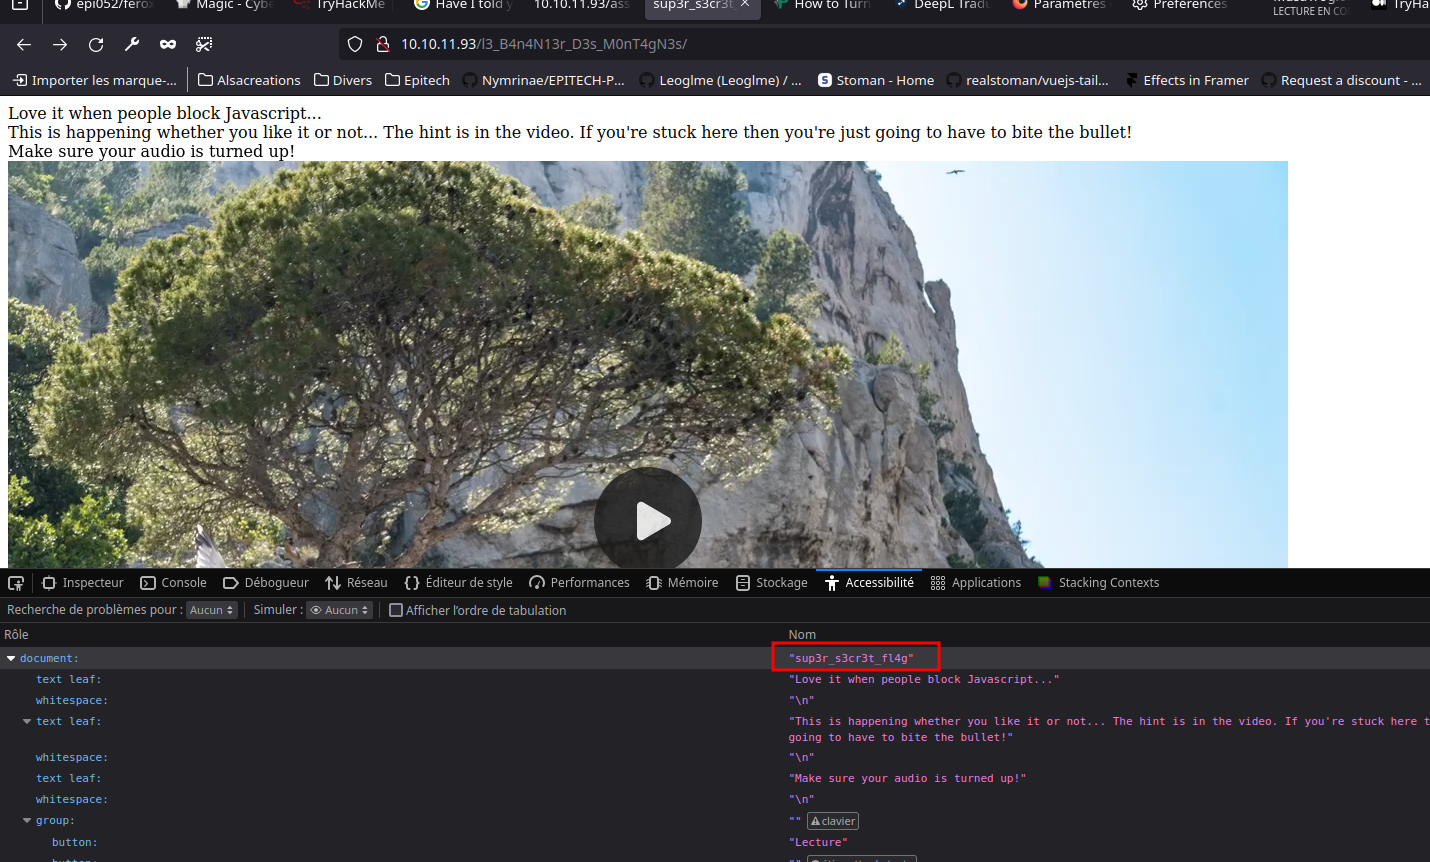 epi052/ferox Magic - Cybe TryHackMe Have I told y 10.10.11.93/ass sup3r_s3cr3t_ How to Turn DeepL Tradu Paramètres Préférences LECTURE EN CO TryHa
10.10.11.93/l3_B4n4N13r_D3s_M0nT4gN3s/
Importer les marque-... Alsacreations Divers Epitech Nymrinae/EPITECH-P... Leoglme (Leoglme) / ... Stoman - Home realstoman/vuejs-tail... Effects in Framer Request a discount - ...
Love it when people block Javascript...
This is happening whether you like it or not... The hint is in the video. If you're stuck here then you're just going to have to bite the bullet!
Make sure your audio is turned up!
Inspecteur Console Débogueur Réseau Éditeur de style Performances Mémoire Stockage Accessibilité Applications Stacking Contexts
Recherche de problèmes pour : Aucun Simuler : Aucun Afficher l'ordre de tabulation
Rôle Nom
document: "sup3r_s3cr3t_fl4g"
text leaf: "Love it when people block Javascript..."
whitespace: "\n"
text leaf: "This is happening whether you like it or not... The hint is in the video. If you're stuck here t
going to have to bite the bullet!"
whitespace: "\n"
text leaf: "Make sure your audio is turned up!"
whitespace: "\n"
group: "" clavier
button: "Lecture"